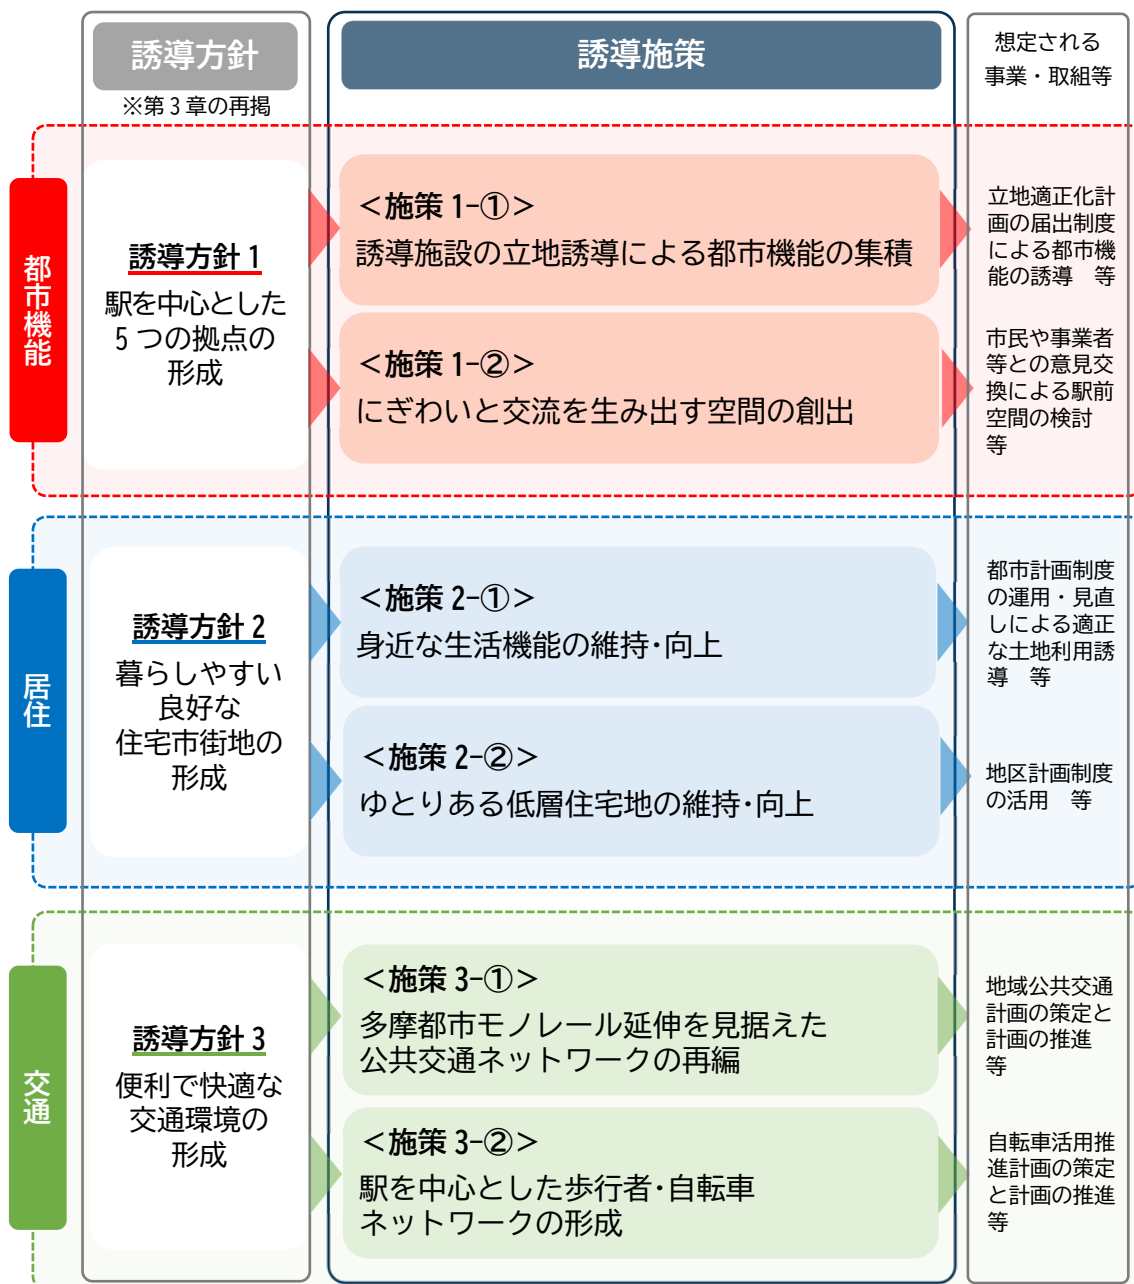 誘導方針
※第3章の再掲
誘導施策
想定される
事業・取組等
都市機能
誘導方針1
駅を中心とした
5つの拠点の
形成
<施策 1-①>
誘導施設の立地誘導による都市機能の集積
立地適正化計
画の届出制度
による都市機
能の誘導　等
<施策 1-②>
にぎわいと交流を生み出す空間の創出
市民や事業者
等との意見交
換による駅前
空間の検討
等
居住
誘導方針2
暮らしやすい
良好な
住宅市街地の
形成
<施策 2-①>
身近な生活機能の維持･向上
都市計画制度
の運用・見直
しによる適正
な土地利用誘
導　等
<施策 2-②>
ゆとりある低層住宅地の維持･向上
地区計画制度
の活用　等
交通
誘導方針3
便利で快適な
交通環境の
形成
<施策 3-①>
多摩都市モノレール延伸を見据えた
公共交通ネットワークの再編
地域公共交通
計画の策定と
計画の推進
等
<施策 3-②>
駅を中心とした歩行者･自転車
ネットワークの形成
自転車活用推
進計画の策定
と計画の推進
等